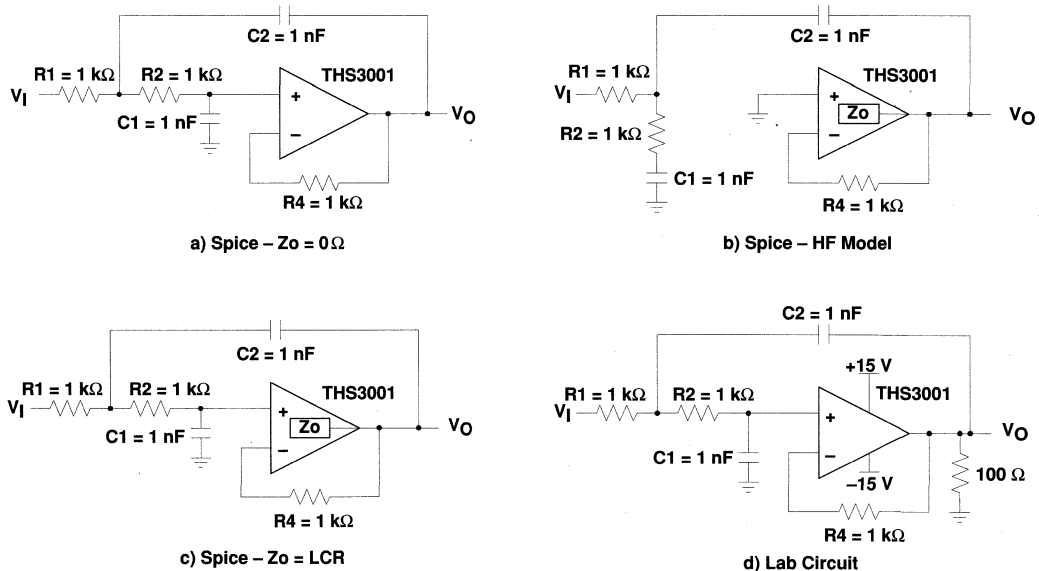 C2 = 1 nF
R1 = 1 kΩ
R2 = 1 kΩ
THS3001
VI
+
C1 = 1 nF
VO
−
R4 = 1 kΩ
a) Spice – Zo = 0Ω
C2 = 1 nF
R1 = 1 kΩ
THS3001
VI
+
Zo
VO
R2 = 1 kΩ
−
C1 = 1 nF
R4 = 1 kΩ
b) Spice – HF Model
C2 = 1 nF
R1 = 1 kΩ
R2 = 1 kΩ
THS3001
VI
+
Zo
VO
C1 = 1 nF
−
R4 = 1 kΩ
c) Spice – Zo = LCR
C2 = 1 nF
+15 V
R1 = 1 kΩ
R2 = 1 kΩ
THS3001
VI
+
VO
C1 = 1 nF
−
–15 V
100 Ω
R4 = 1 kΩ
d) Lab Circuit